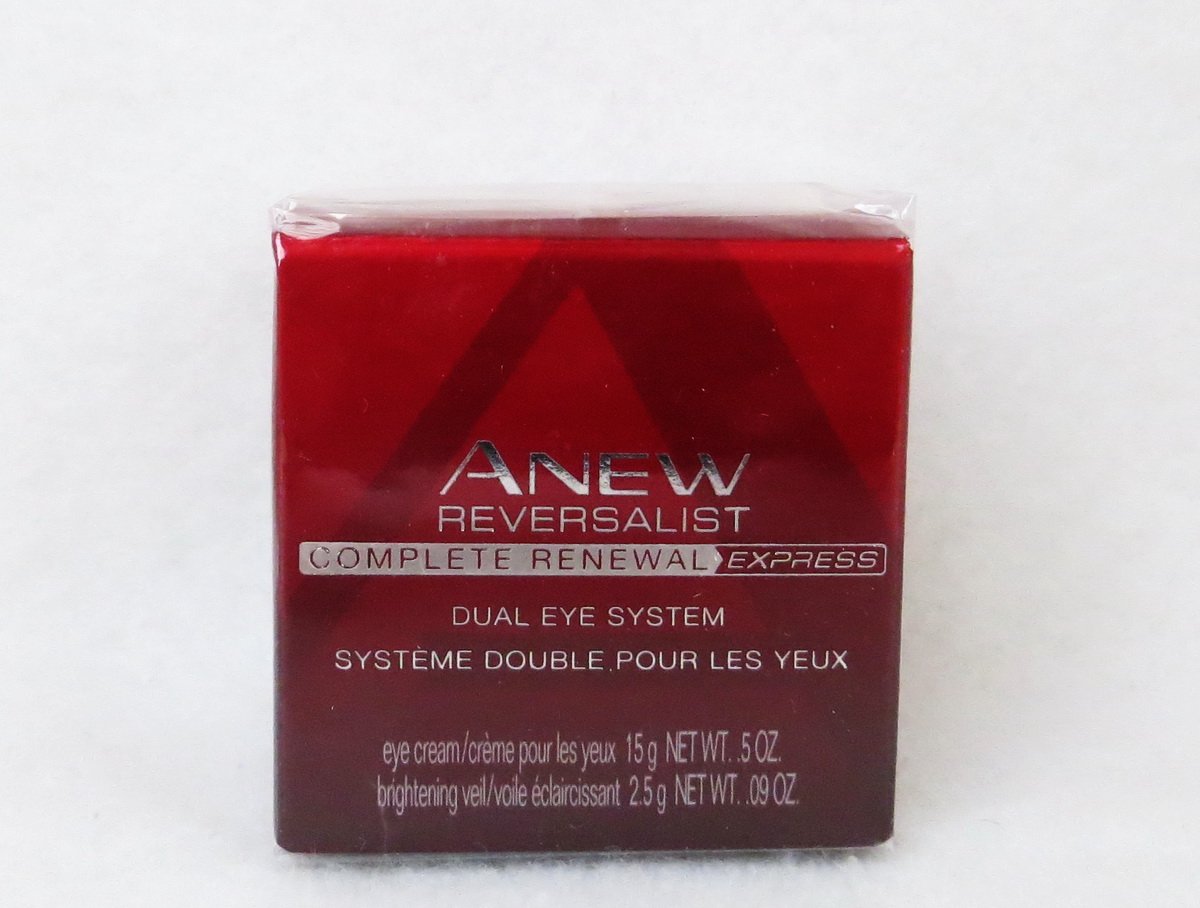 ANEW
REVERSALIST
COMPLETE RENEWAL EXPRESS
DUAL EYE SYSTEM
SYSTÈME DOUBLE POUR LES YEUX
eye cream/crème pour les yeux 15 g NET WT. .5 OZ.
brightening veil/voile éclaircissant 2.5 g NET WT. .09 OZ.